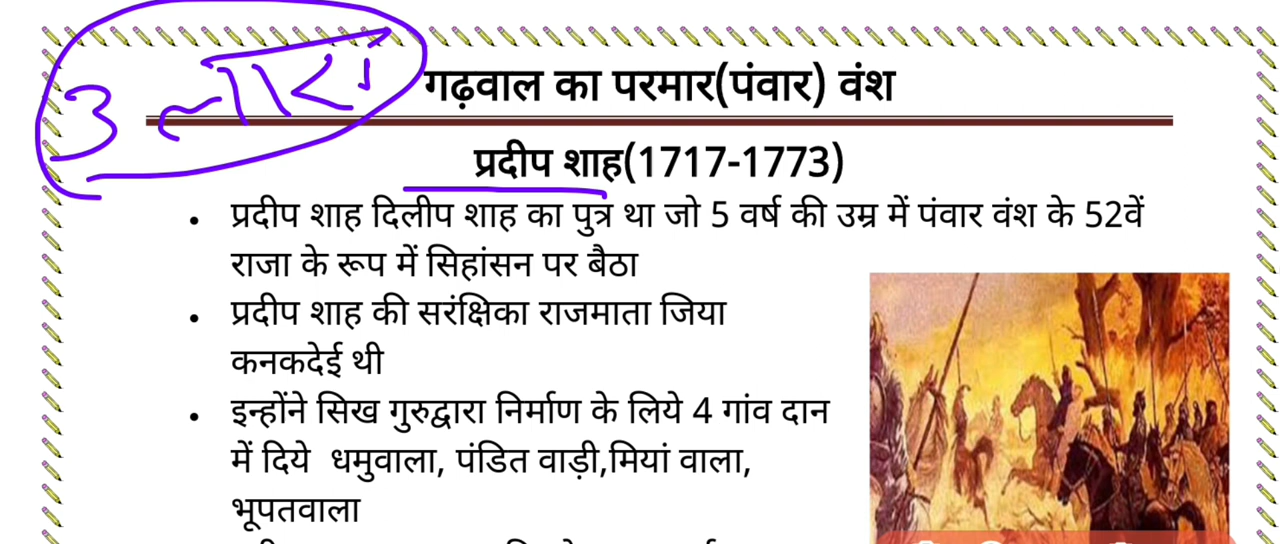 3 लाख
गढ़वाल का परमार(पंवार) वंश
प्रदीप शाह(1717-1773)
• प्रदीप शाह दिलीप शाह का पुत्र था जो 5 वर्ष की उम्र में पंवार वंश के 52वें
राजा के रूप में सिहांसन पर बैठा
• प्रदीप शाह की सरंक्षिका राजमाता जिया
कनकदेई थी
• इन्होंने सिख गुरुद्वारा निर्माण के लिये 4 गांव दान
में दिये धमुवाला, पंडित वाड़ी,मियां वाला,
भूपतवाला